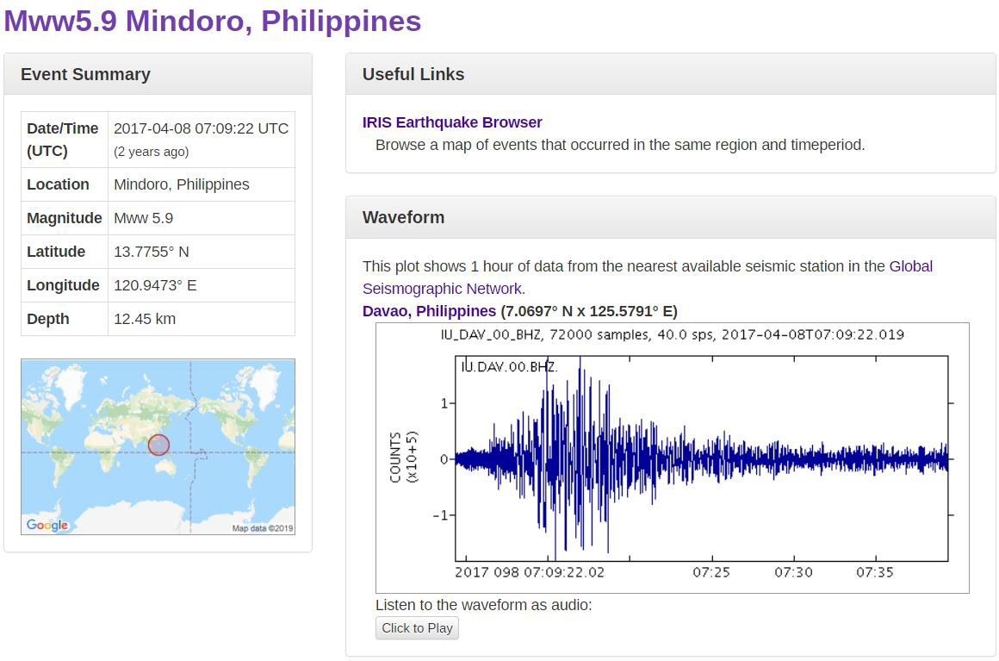 Mww5.9 Mindoro, Philippines
Event Summary
Date/Time (UTC) 2017-04-08 07:09:22 UTC (2 years ago)
Location Mindoro, Philippines
Magnitude Mww 5.9
Latitude 13.7755° N
Longitude 120.9473° E
Depth 12.45 km
Google
Map data ©2019
Useful Links
IRIS Earthquake Browser
Browse a map of events that occurred in the same region and timeperiod.
Waveform
This plot shows 1 hour of data from the nearest available seismic station in the Global
Seismographic Network.
Davao, Philippines (7.0697° N x 125.5791° E)
IU_DAV_00_BHZ, 72000 samples, 40.0 sps, 2017-04-08T07:09:22.019
IU.DAV.00.BHZ.
COUNTS
(x10+5)
1
0
-1
2017 098 07:09:22.02 07:25 07:30 07:35
Listen to the waveform as audio:
Click to Play